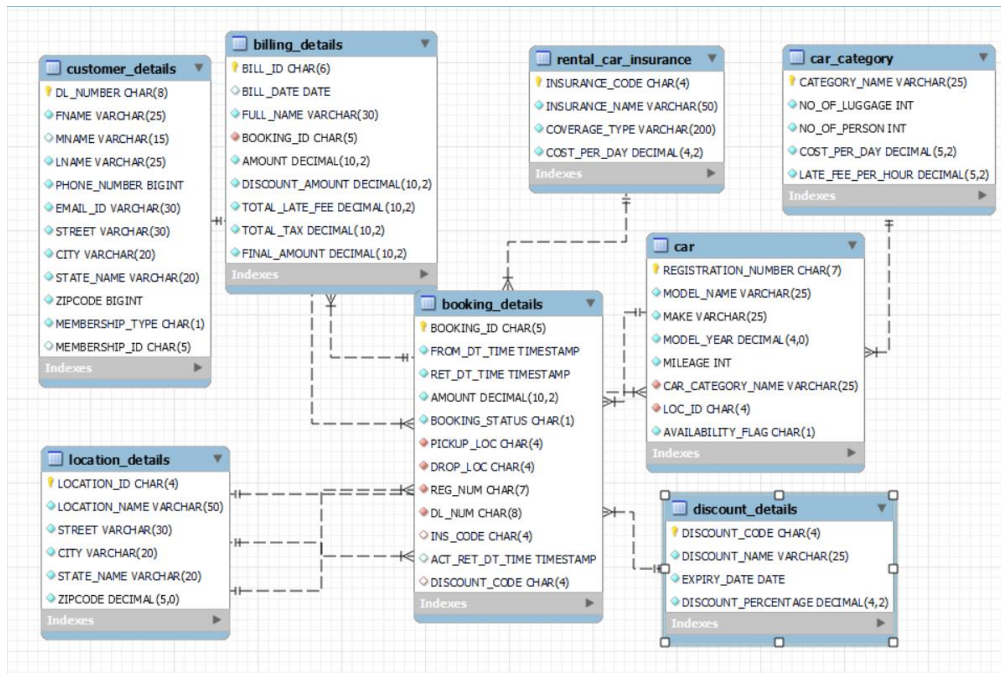 customer_details
DL_NUMBER CHAR(8)
FNAME VARCHAR(25)
MNAME VARCHAR(15)
LNAME VARCHAR(25)
PHONE_NUMBER BIGINT
EMAIL_ID VARCHAR(30)
STREET VARCHAR(30)
CITY VARCHAR(20)
STATE_NAME VARCHAR(20)
ZIPCODE BIGINT
MEMBERSHIP_TYPE CHAR(1)
MEMBERSHIP_ID CHAR(5)
Indexes
billing_details
BILL_ID CHAR(6)
BILL_DATE DATE
FULL_NAME VARCHAR(30)
BOOKING_ID CHAR(5)
AMOUNT DECIMAL(10,2)
DISCOUNT_AMOUNT DECIMAL(10,2)
TOTAL_LATE_FEE DECIMAL(10,2)
TOTAL_TAX DECIMAL(10,2)
FINAL_AMOUNT DECIMAL(10,2)
Indexes
rental_car_insurance
INSURANCE_CODE CHAR(4)
INSURANCE_NAME VARCHAR(50)
COVERAGE_TYPE VARCHAR(200)
COST_PER_DAY DECIMAL(4,2)
Indexes
car_category
CATEGORY_NAME VARCHAR(25)
NO_OF_LUGGAGE INT
NO_OF_PERSON INT
COST_PER_DAY DECIMAL(5,2)
LATE_FEE_PER_HOUR DECIMAL(5,2)
Indexes
car
REGISTRATION_NUMBER CHAR(7)
MODEL_NAME VARCHAR(25)
MAKE VARCHAR(25)
MODEL_YEAR DECIMAL(4,0)
MILEAGE INT
CAR_CATEGORY_NAME VARCHAR(25)
LOC_ID CHAR(4)
AVAILABILITY_FLAG CHAR(1)
Indexes
booking_details
BOOKING_ID CHAR(5)
FROM_DT_TIME TIMESTAMP
RET_DT_TIME TIMESTAMP
AMOUNT DECIMAL(10,2)
BOOKING_STATUS CHAR(1)
PICKUP_LOC CHAR(4)
DROP_LOC CHAR(4)
REG_NUM CHAR(7)
DL_NUM CHAR(8)
INS_CODE CHAR(4)
ACT_RET_DT_TIME TIMESTAMP
DISCOUNT_CODE CHAR(4)
Indexes
location_details
LOCATION_ID CHAR(4)
LOCATION_NAME VARCHAR(50)
STREET VARCHAR(30)
CITY VARCHAR(20)
STATE_NAME VARCHAR(20)
ZIPCODE DECIMAL(5,0)
Indexes
discount_details
DISCOUNT_CODE CHAR(4)
DISCOUNT_NAME VARCHAR(25)
EXPIRY_DATE DATE
DISCOUNT_PERCENTAGE DECIMAL(4,2)
Indexes